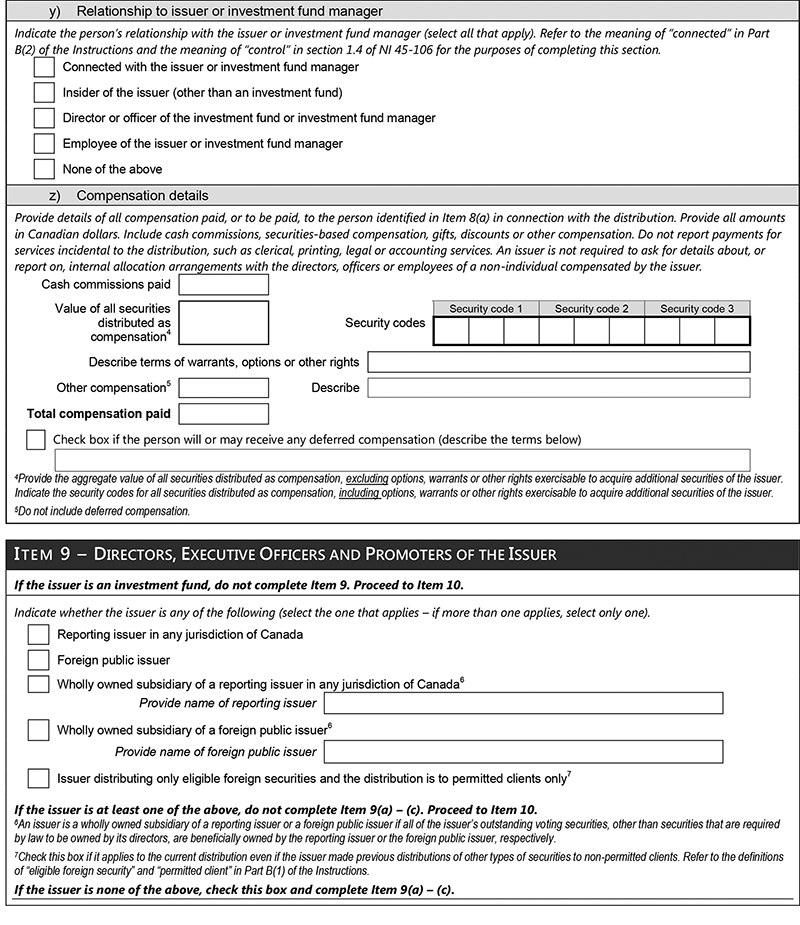 y) Relationship to issuer or investment fund manager
Indicate the person's relationship with the issuer or investment fund manager (select all that apply). Refer to the meaning of "connected" in Part
B(2) of the Instructions and the meaning of "control" in section 1.4 of NI 45-106 for the purposes of completing this section.
Connected with the issuer or investment fund manager
Insider of the issuer (other than an investment fund)
Director or officer of the investment fund or investment fund manager
Employee of the issuer or investment fund manager
None of the above
z) Compensation details
Provide details of all compensation paid, or to be paid, to the person identified in Item 8(a) in connection with the distribution. Provide all amounts
in Canadian dollars. Include cash commissions, securities-based compensation, gifts, discounts or other compensation. Do not report payments for
services incidental to the distribution, such as clerical, printing, legal or accounting services. An issuer is not required to ask for details about, or
report on, internal allocation arrangements with the directors, officers or employees of a non-individual compensated by the issuer.
Cash commissions paid
Value of all securities
distributed as
compensation⁴
Security codes
Security code 1 Security code 2 Security code 3
Describe terms of warrants, options or other rights
Other compensation⁵ Describe
Total compensation paid
Check box if the person will or may receive any deferred compensation (describe the terms below)
⁴Provide the aggregate value of all securities distributed as compensation, excluding options, warrants or other rights exercisable to acquire additional securities of the issuer.
Indicate the security codes for all securities distributed as compensation, including options, warrants or other rights exercisable to acquire additional securities of the issuer.
⁵Do not include deferred compensation.
ITEM 9 – DIRECTORS, EXECUTIVE OFFICERS AND PROMOTERS OF THE ISSUER
If the issuer is an investment fund, do not complete Item 9. Proceed to Item 10.
Indicate whether the issuer is any of the following (select the one that applies – if more than one applies, select only one).
Reporting issuer in any jurisdiction of Canada
Foreign public issuer
Wholly owned subsidiary of a reporting issuer in any jurisdiction of Canada⁶
Provide name of reporting issuer
Wholly owned subsidiary of a foreign public issuer⁶
Provide name of foreign public issuer
Issuer distributing only eligible foreign securities and the distribution is to permitted clients only⁷
If the issuer is at least one of the above, do not complete Item 9(a) – (c). Proceed to Item 10.
⁶An issuer is a wholly owned subsidiary of a reporting issuer or a foreign public issuer if all of the issuer's outstanding voting securities, other than securities that are required
by law to be owned by its directors, are beneficially owned by the reporting issuer or the foreign public issuer, respectively.
⁷Check this box if it applies to the current distribution even if the issuer made previous distributions of other types of securities to non-permitted clients. Refer to the definitions
of "eligible foreign security" and "permitted client" in Part B(1) of the Instructions.
If the issuer is none of the above, check this box and complete Item 9(a) – (c).